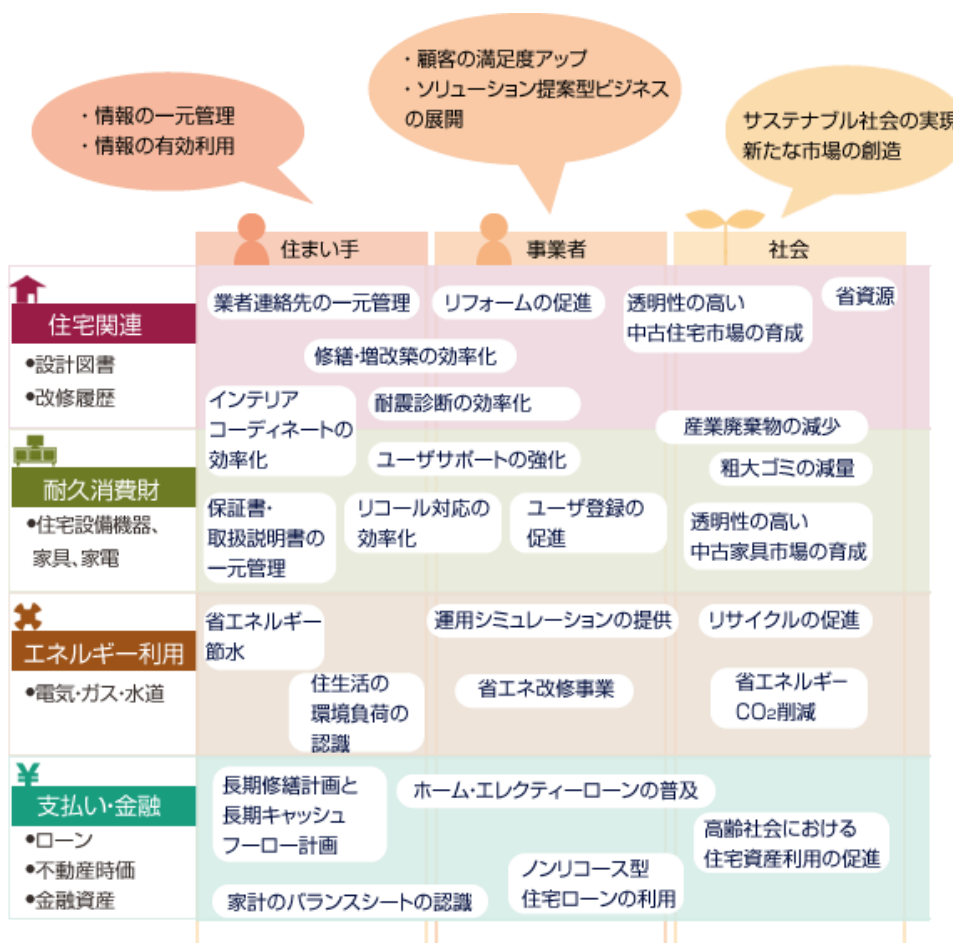 ・情報の一元管理
・情報の有効利用
・顧客の満足度アップ
・ソリューション提案型ビジネス
の展開
サステナブル社会の実現
新たな市場の創造
住まい手
事業者
社会
住宅関連
•設計図書
•改修履歴
業者連絡先の一元管理
リフォームの促進
透明性の高い
中古住宅市場の育成
省資源
修繕・増改築の効率化
インテリア
コーディネートの
効率化
耐震診断の効率化
産業廃棄物の減少
耐久消費財
•住宅設備機器、
家具、家電
ユーザサポートの強化
粗大ゴミの減量
保証書・
取扱説明書の
一元管理
リコール対応の
効率化
ユーザ登録の
促進
透明性の高い
中古家具市場の育成
エネルギー利用
•電気・ガス・水道
省エネルギー
節水
運用シミュレーションの提供
リサイクルの促進
住生活の
環境負荷の
認識
省エネ改修事業
省エネルギー
CO2削減
¥
支払い・金融
•ローン
•不動産時価
•金融資産
長期修繕計画と
長期キャッシュ
フーロー計画
ホーム・エレクティーローンの普及
高齢社会における
住宅資産利用の促進
家計のバランスシートの認識
ノンリコース型
住宅ローンの利用